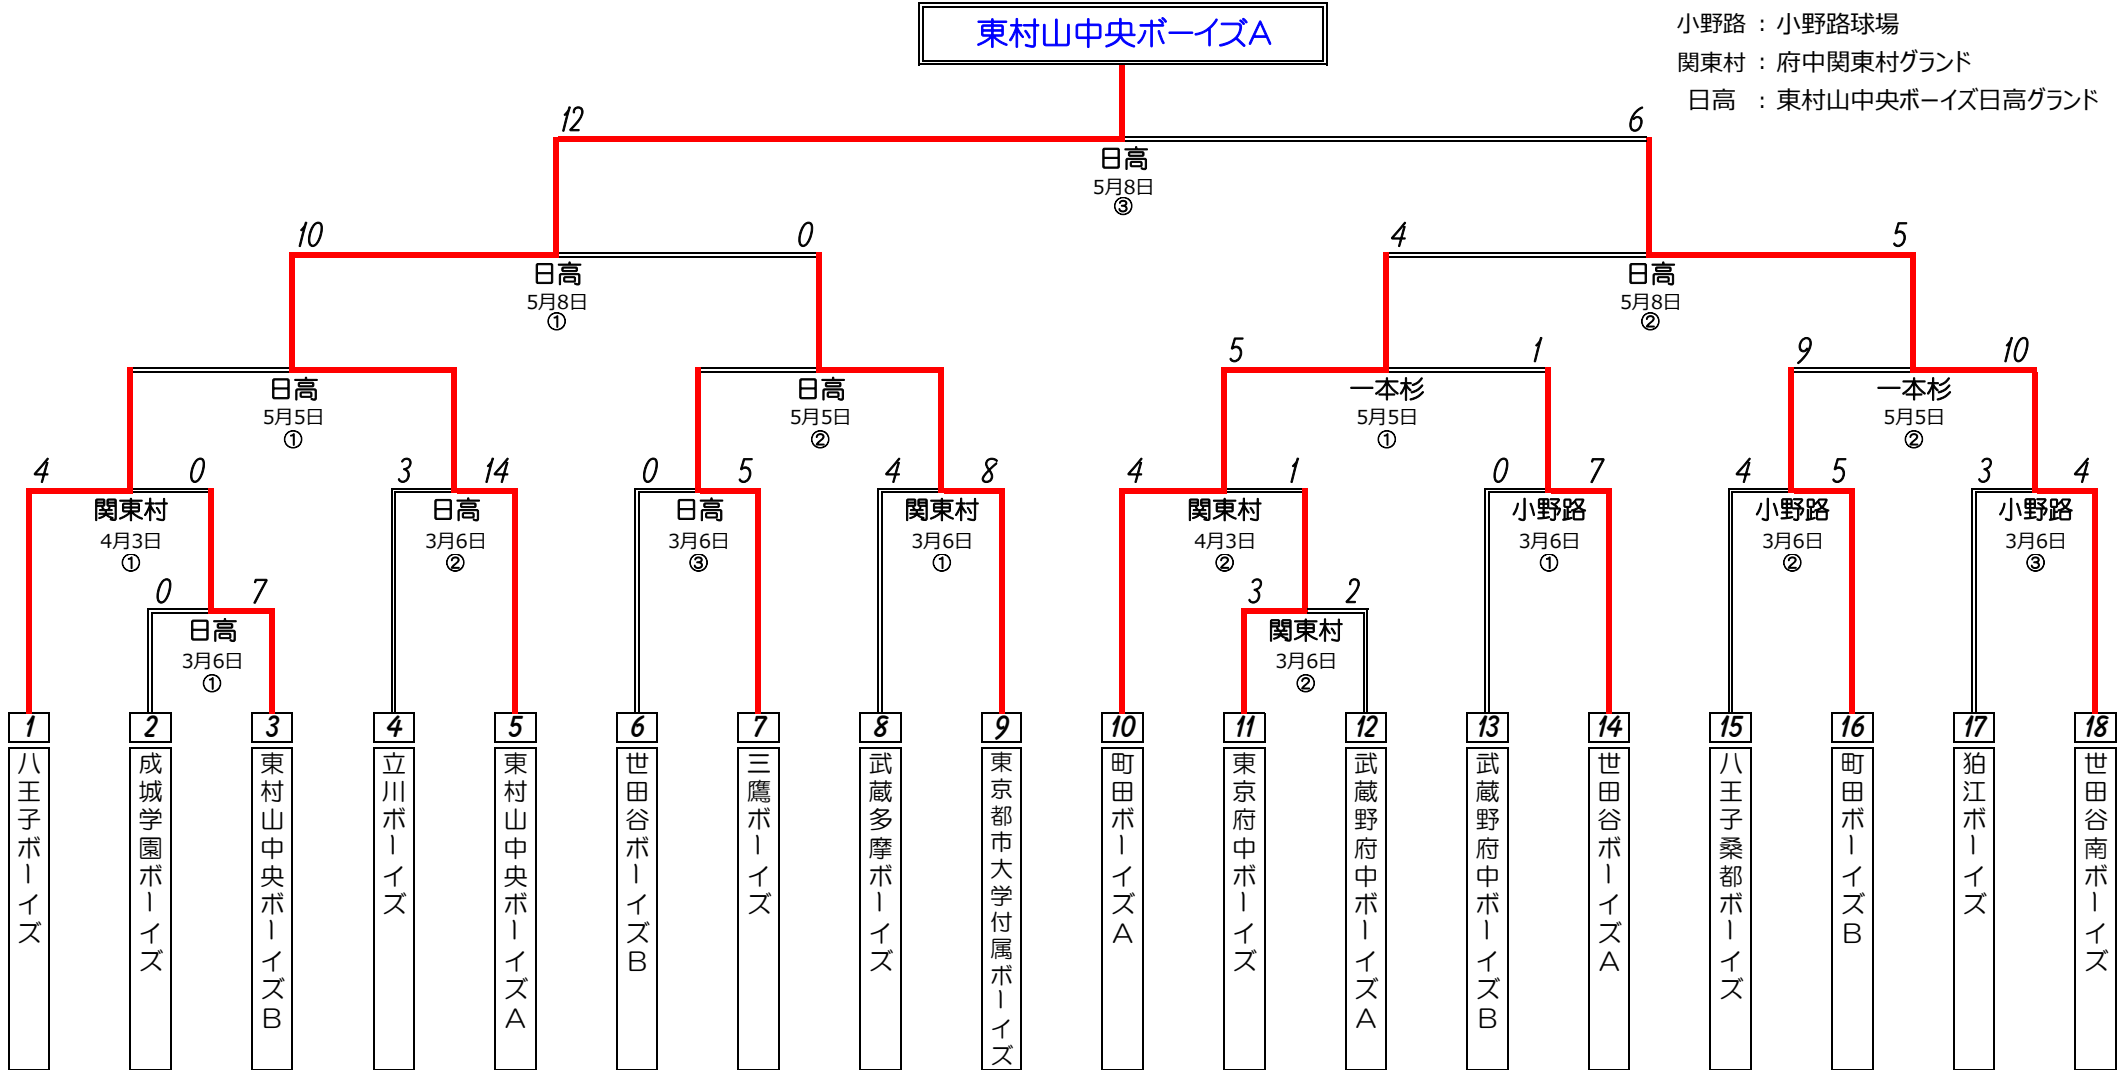 東村山中央ボーイズA
小野路 : 小野路球場
関東村 : 府中関東村グランド
日高 : 東村山中央ボーイズ日高グランド
12 6
日高
5月8日
③
10 0 4 5
日高 日高
5月8日 5月8日
① ②
5 1 9 10
日高 日高 一本杉 一本杉
5月5日 5月5日 5月5日 5月5日
① ② ① ②
4 0 3 14 0 5 4 8 4 1 0 7 4 5 3 4
関東村 日高 日高 関東村 関東村 小野路 小野路 小野路
4月3日 3月6日 3月6日 3月6日 4月3日 3月6日 3月6日 3月6日
① ② ③ ① ② ① ② ③
0 7 3 2
日高 関東村
3月6日 3月6日
① ②
1 2 3 4 5 6 7 8 9 10 11 12 13 14 15 16 17 18
八王子ボーイズ
成城学園ボーイズ
東村山中央ボーイズB
立川ボーイズ
東村山中央ボーイズA
世田谷ボーイズB
三鷹ボーイズ
武蔵多摩ボーイズ
東京都市大学付属ボーイズ
町田ボーイズA
東京府中ボーイズ
武蔵野府中ボーイズA
武蔵野府中ボーイズB
世田谷ボーイズA
八王子桑都ボーイズ
町田ボーイズB
狛江ボーイズ
世田谷南ボーイズ